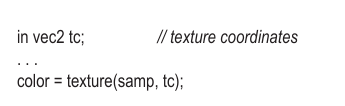 in vec2 tc; // texture coordinates
. . .
color = texture(samp, tc);